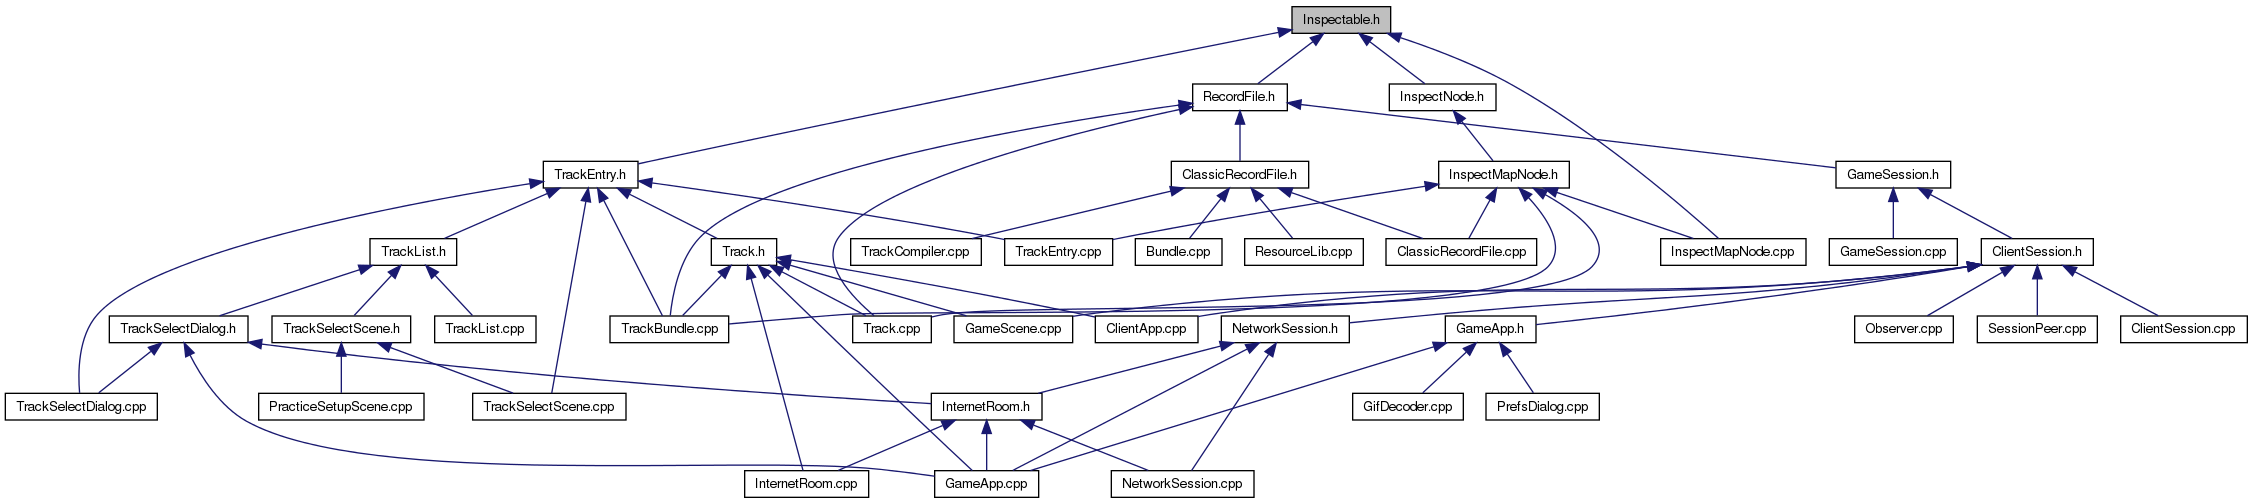 Inspectable.h
RecordFile.h
InspectNode.h
TrackEntry.h
ClassicRecordFile.h
InspectMapNode.h
GameSession.h
TrackList.h
Track.h
TrackCompiler.cpp
TrackEntry.cpp
Bundle.cpp
ResourceLib.cpp
ClassicRecordFile.cpp
InspectMapNode.cpp
GameSession.cpp
ClientSession.h
TrackSelectDialog.h
TrackSelectScene.h
TrackList.cpp
TrackBundle.cpp
Track.cpp
GameScene.cpp
ClientApp.cpp
NetworkSession.h
GameApp.h
Observer.cpp
SessionPeer.cpp
ClientSession.cpp
TrackSelectDialog.cpp
PracticeSetupScene.cpp
TrackSelectScene.cpp
InternetRoom.h
GifDecoder.cpp
PrefsDialog.cpp
InternetRoom.cpp
GameApp.cpp
NetworkSession.cpp